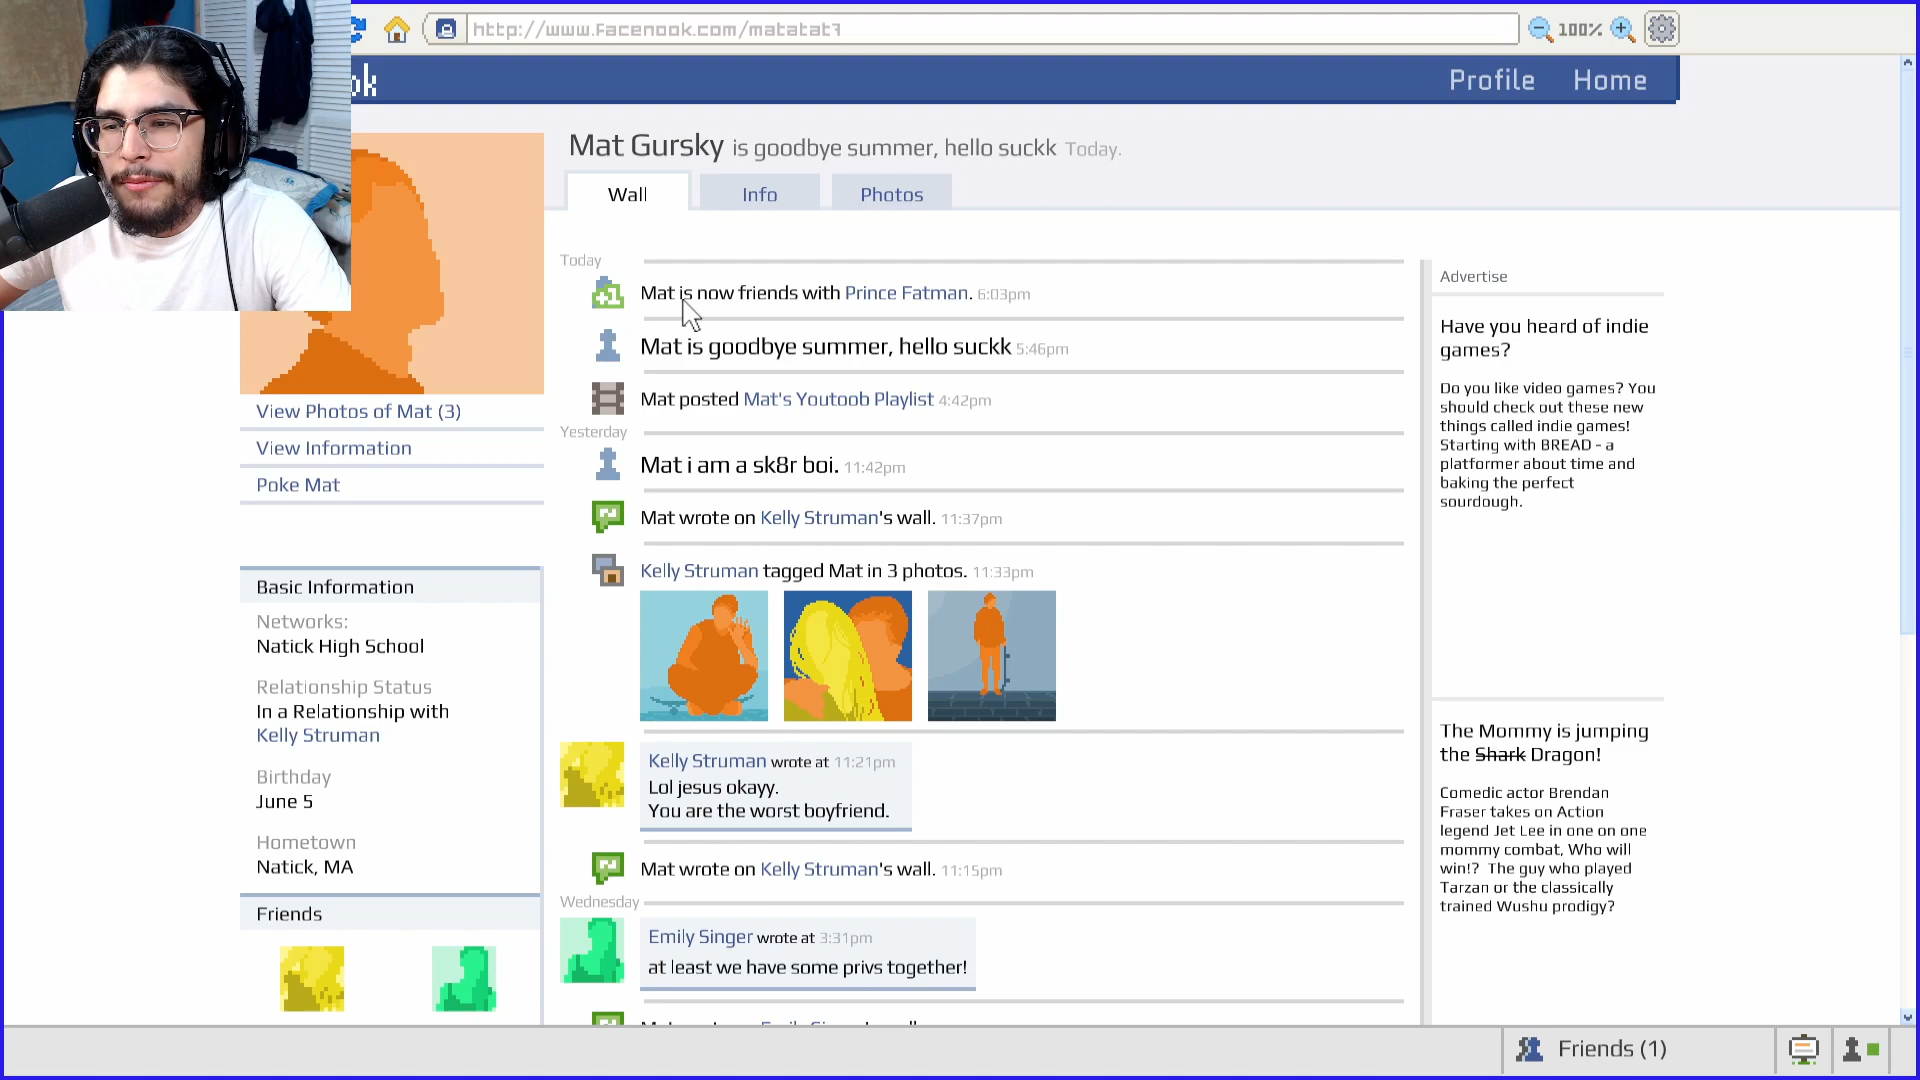 http://www.facenook.com/matatat7
100%
ok
Profile
Home
Mat Gursky is goodbye summer, hello suckk Today.
Wall
Info
Photos
Today
Mat is now friends with Prince Fatman. 6:03pm
Mat is goodbye summer, hello suckk 5:46pm
Mat posted Mat's Youtoob Playlist 4:42pm
Yesterday
Mat i am a sk8r boi. 11:42pm
Mat wrote on Kelly Struman's wall. 11:37pm
Kelly Struman tagged Mat in 3 photos. 11:33pm
Kelly Struman wrote at 11:21pm
Lol jesus okayy.
You are the worst boyfriend.
Mat wrote on Kelly Struman's wall. 11:15pm
Wednesday
Emily Singer wrote at 3:31pm
at least we have some privs together!
View Photos of Mat (3)
View Information
Poke Mat
Basic Information
Networks:
Natick High School
Relationship Status
In a Relationship with
Kelly Struman
Birthday
June 5
Hometown
Natick, MA
Friends
Advertise
Have you heard of indie
games?
Do you like video games? You
should check out these new
things called indie games!
Starting with BREAD - a
platformer about time and
baking the perfect
sourdough.
The Mommy is jumping
the Shark Dragon!
Comedic actor Brendan
Fraser takes on Action
legend Jet Lee in one on one
mommy combat, Who will
win!? The guy who played
Tarzan or the classically
trained Wushu prodigy?
Friends (1)